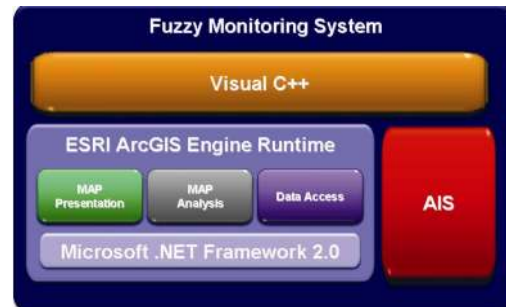 Fuzzy Monitoring System
Visual C++
ESRI ArcGIS Engine Runtime
MAP
Presentation
MAP
Analysis
Data Access
AIS
Microsoft .NET Framework 2.0